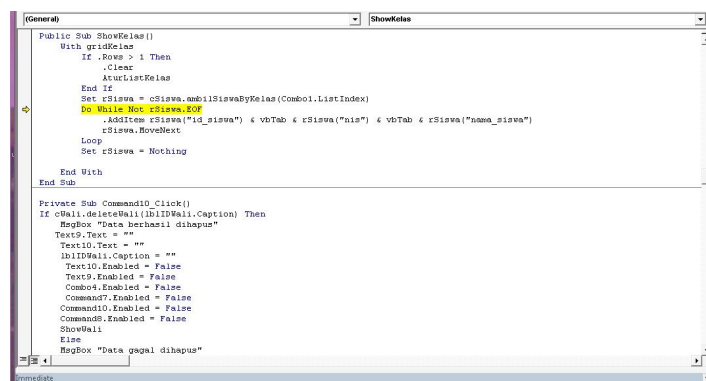 (General)
ShowKelas
Public Sub ShowKelas()
With gridKelas
If .Rows > 1 Then
.Clear
AturListKelas
End If
Set rSiswa = cSiswa.ambilSiswaByKelas(Combo1.ListIndex)
Do While Not rSiswa.EOF
.AddItem rSiswa("id_siswa") & vbTab & rSiswa("nis") & vbTab & rSiswa("nama_siswa")
rSiswa.MoveNext
Loop
Set rSiswa = Nothing
End With
End Sub
Private Sub Command10_Click()
If cWali.deleteWali(lblIDWali.Caption) Then
MsgBox "Data berhasil dihapus"
Text9.Text = ""
Text10.Text = ""
lblIDWali.Caption = ""
Text10.Enabled = False
Text9.Enabled = False
Combo4.Enabled = False
Command7.Enabled = False
Command10.Enabled = False
Command8.Enabled = False
ShowWali
Else
MsgBox "Data gagal dihapus"
Immediate